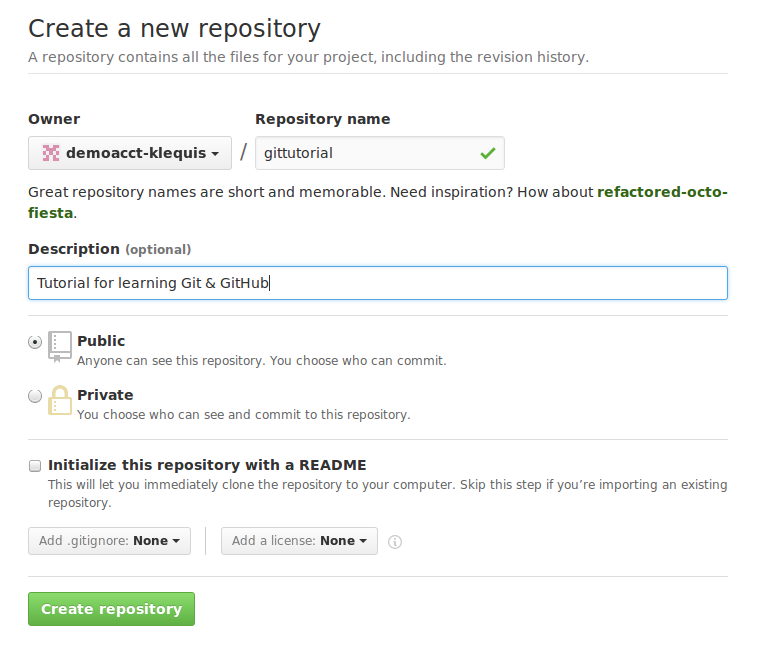 Create a new repository
A repository contains all the files for your project, including the revision history.
Owner
Repository name
demoacct-klequis / gittutorial
Great repository names are short and memorable. Need inspiration? How about refactored-octo-
fiesta.
Description (optional)
Tutorial for learning Git & GitHub
Public
Anyone can see this repository. You choose who can commit.
Private
You choose who can see and commit to this repository.
Initialize this repository with a README
This will let you immediately clone the repository to your computer. Skip this step if you’re importing an existing
repository.
Add .gitignore: None
Add a license: None
Create repository